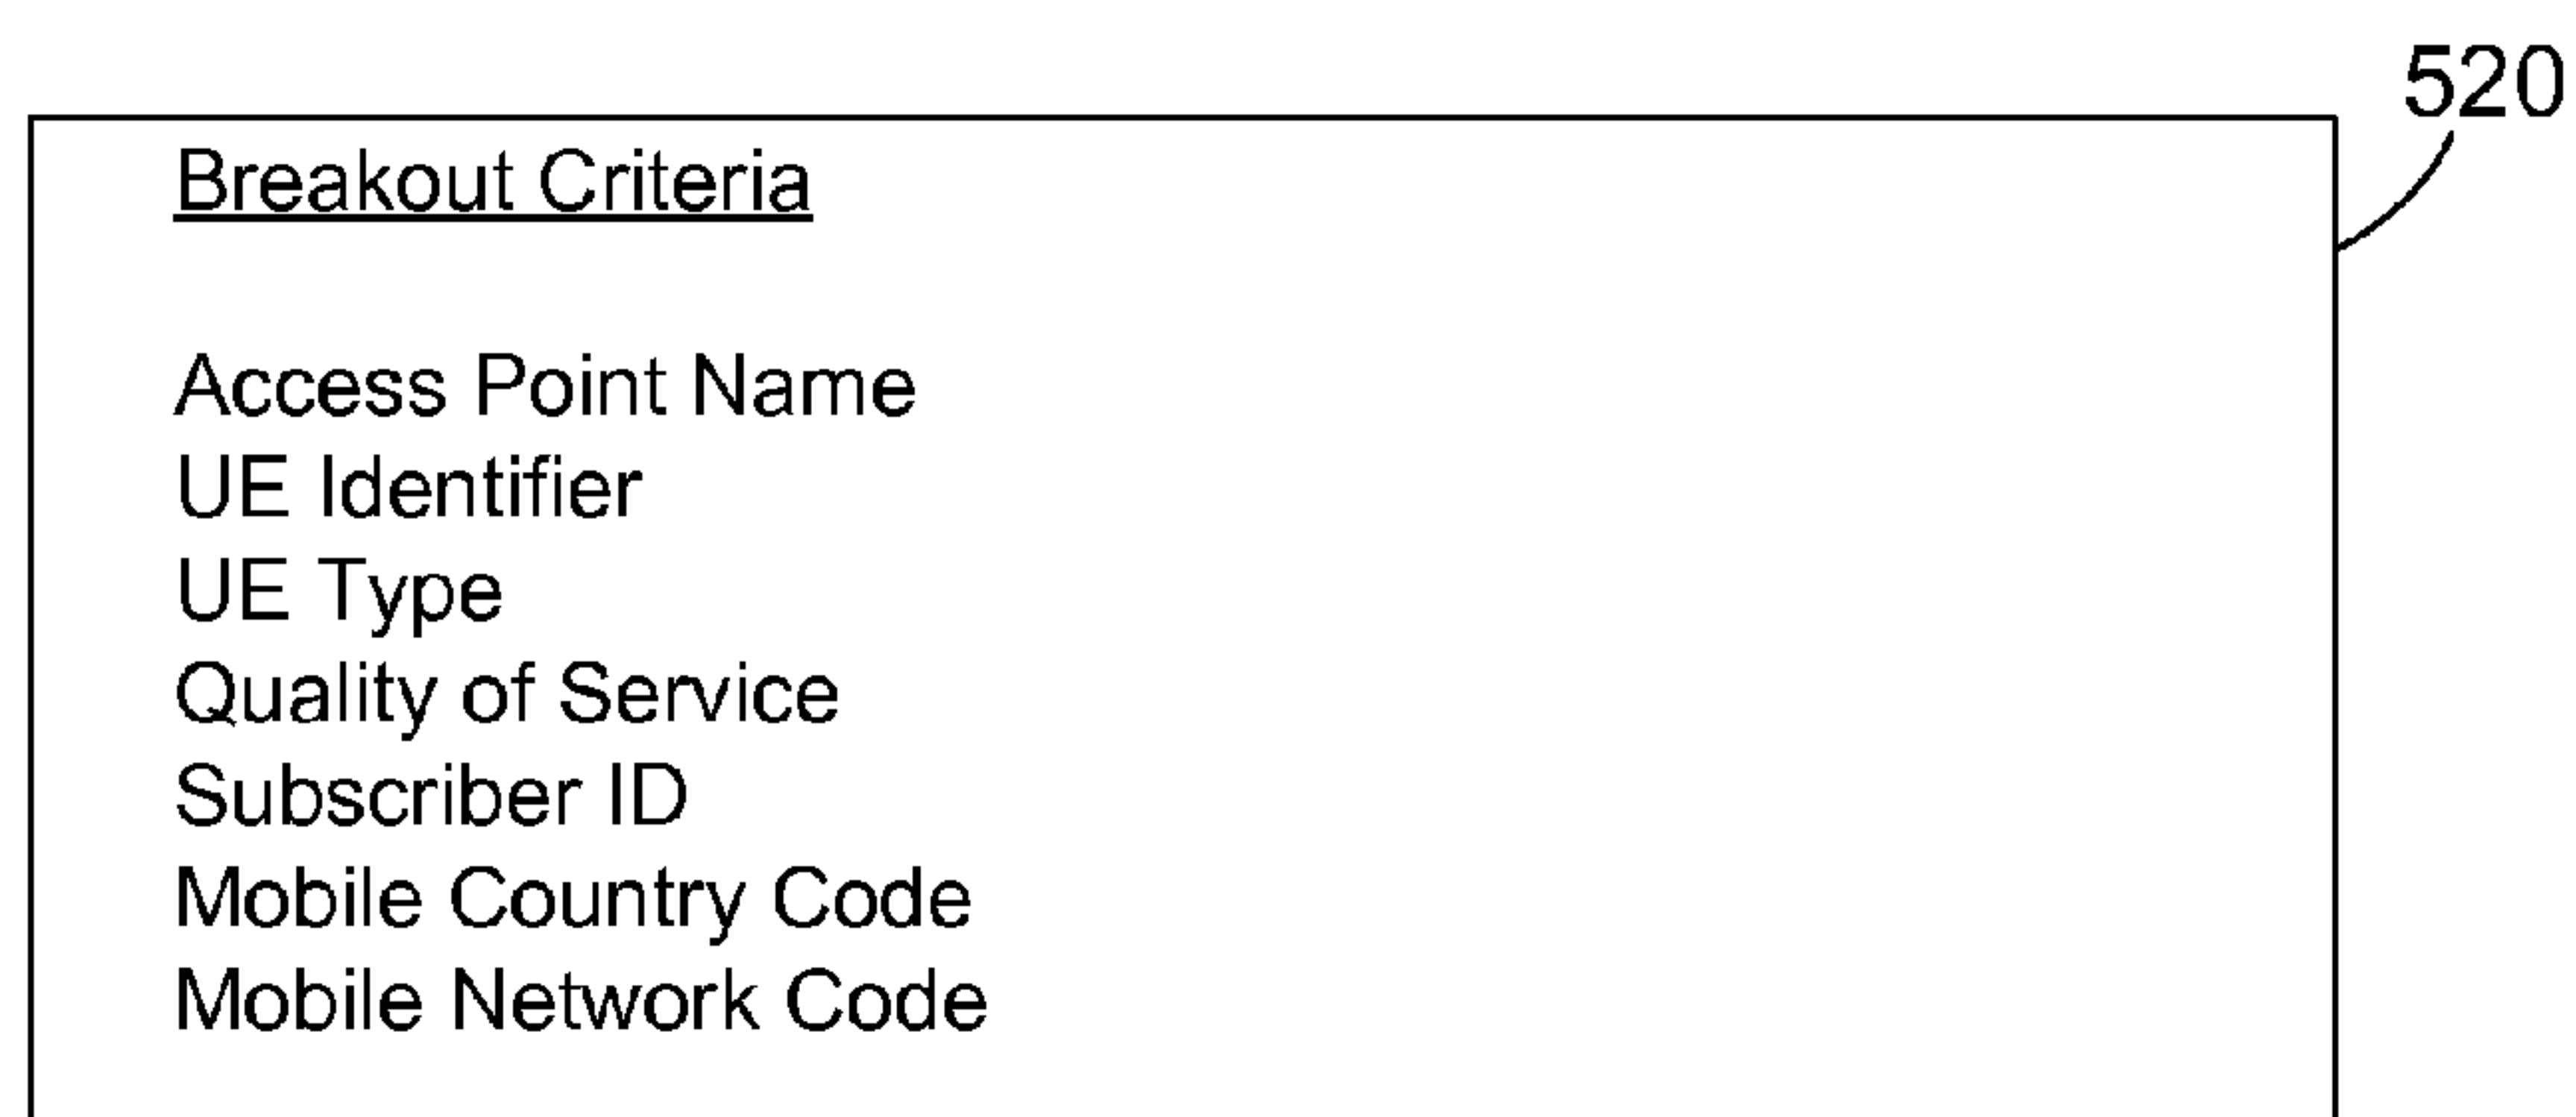 520
Breakout Criteria
Access Point Name
UE Identifier
UE Type
Quality of Service
Subscriber ID
Mobile Country Code
Mobile Network Code